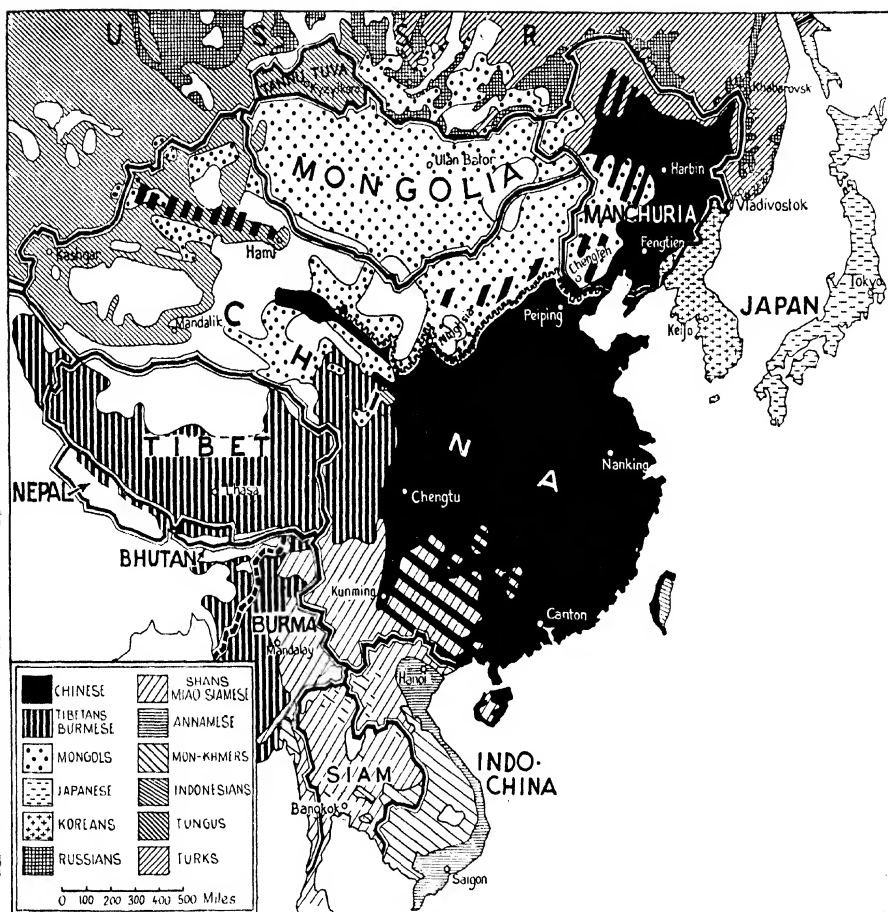 U. S. S. R.
TANNU TUVA
Khabarovsk
Ulan Bator
MONGOLIA
Harbin
MANCHURIA
Vladivostok
Fengtien
Hami
Kashgar
Chengteh
Tokyo
JAPAN
Mandalik
Peiping
Keijo
Ninghsia
C H I N A
TIBET
Lhasa
Nanking
Chengtu
NEPAL
BHUTAN
Kunming
Canton
BURMA
Mandalay
Hanoi
INDO-
CHINA
SIAM
Bangkok
Saigon
CHINESE
SHANS
MIAO SIAMESE
TIBETANS
BURMESE
ANNAMESE
MONGOLS
MON-KHMERS
JAPANESE
INDONESIANS
KOREANS
TUNGUS
RUSSIANS
TURKS
0 100 200 300 400 500 Miles